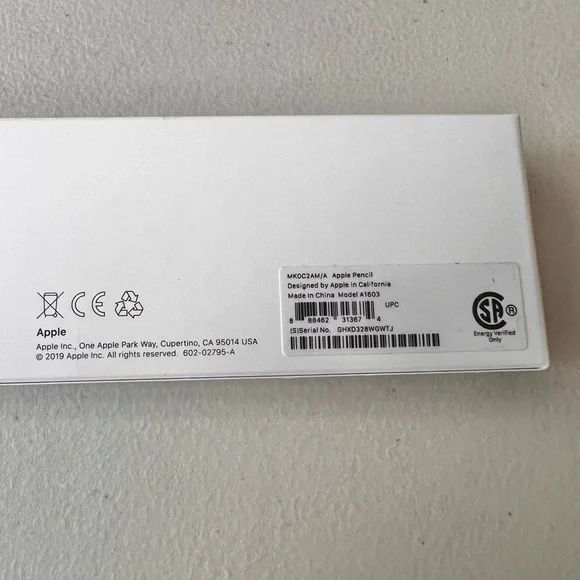 MK0C2AM/A Apple Pencil
Designed by Apple in California
Made in China Model A1603
UPC
8 88462 31367 4
(S)Serial No. GHXD328WGWTJ
SA
Energy Verified
Only
CE
Apple
Apple Inc., One Apple Park Way, Cupertino, CA 95014 USA
© 2019 Apple Inc. All rights reserved. 602-02795-A